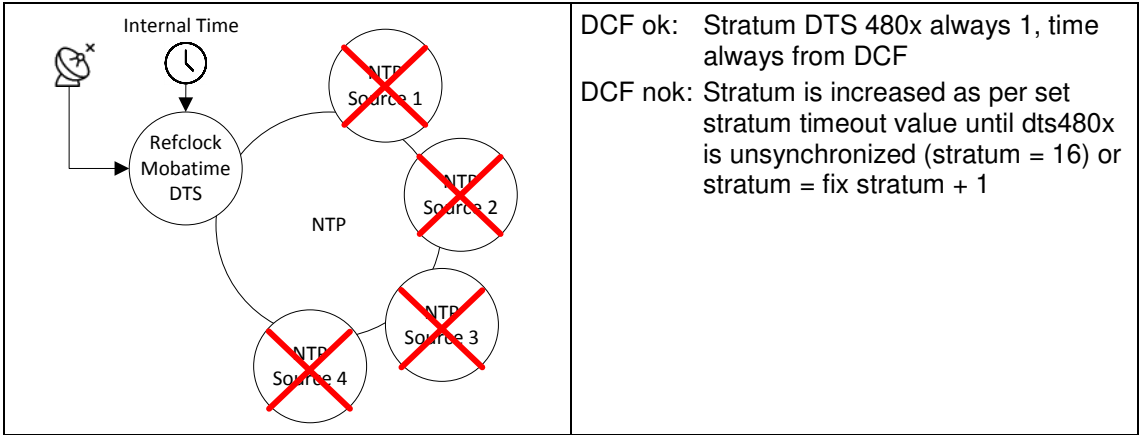 Internal Time
Refclock
Mobatime
DTS
NTP
Source 1
NTP
Source 2
NTP
NTP
Source 3
NTP
Source 4
DCF ok: Stratum DTS 480x always 1, time
always from DCF
DCF nok: Stratum is increased as per set
stratum timeout value until dts480x
is unsynchronized (stratum = 16) or
stratum = fix stratum + 1